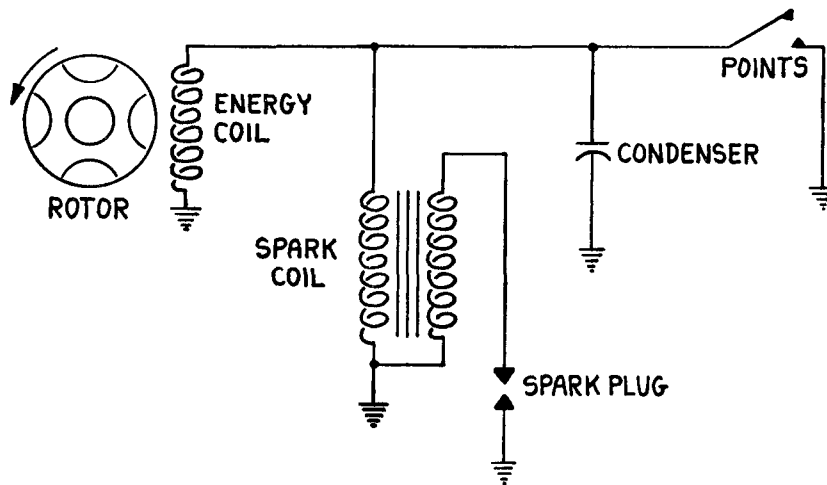 POINTS
ENERGY
COIL
CONDENSER
ROTOR
SPARK
COIL
SPARK PLUG